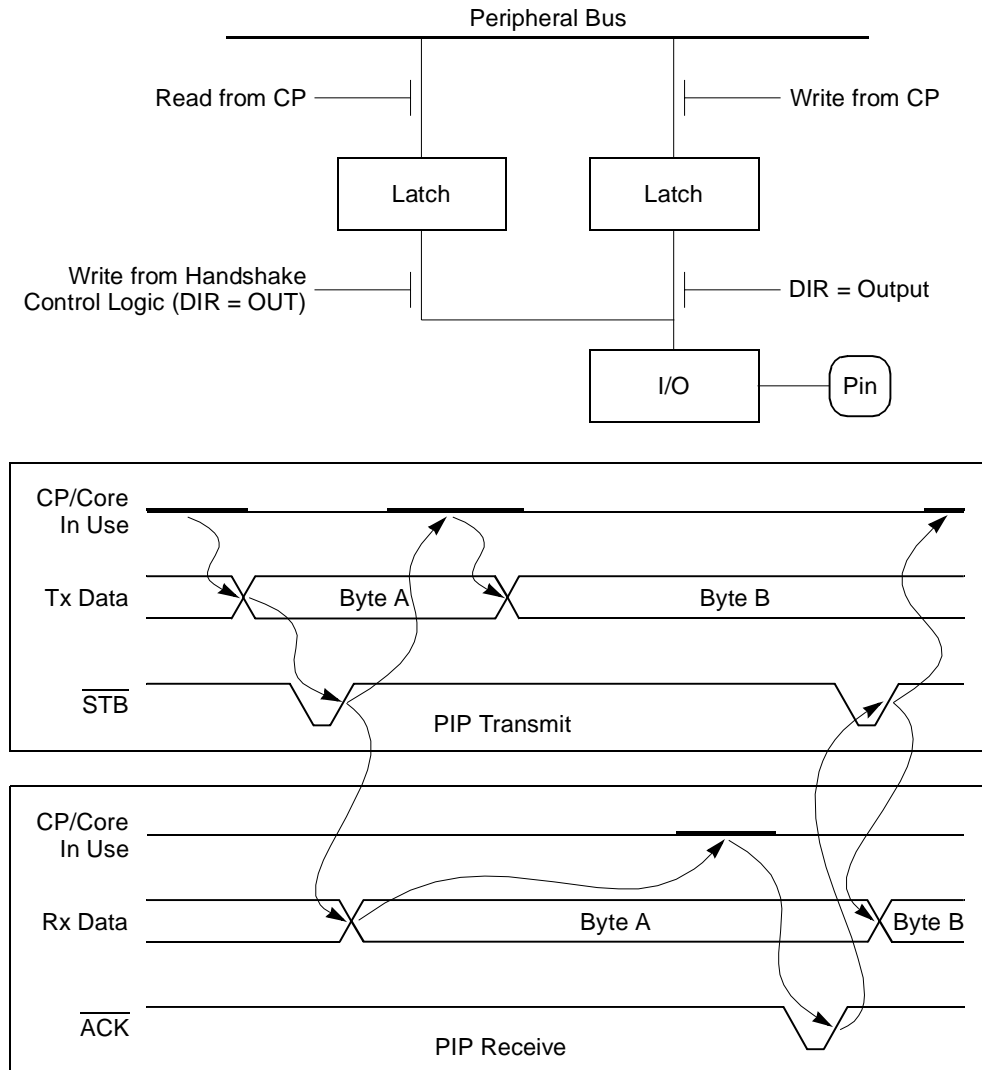 Peripheral Bus
Read from CP
Write from CP
Latch
Latch
Write from Handshake
Control Logic (DIR = OUT)
DIR = Output
I/O
Pin
CP/Core
In Use
Tx Data
Byte A
Byte B
STB
PIP Transmit
CP/Core
In Use
Rx Data
Byte A
Byte B
ACK
PIP Receive